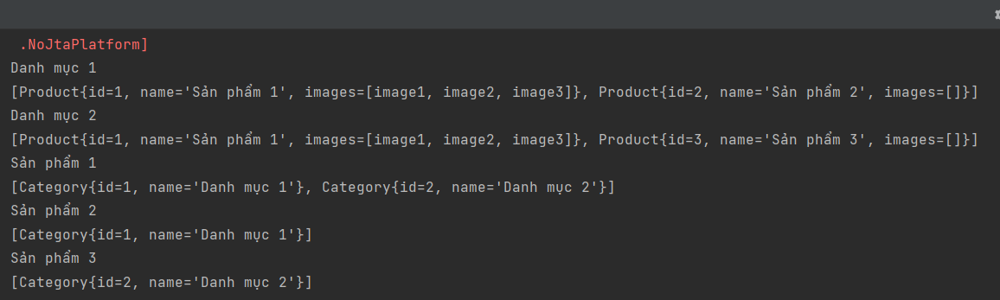 .NoJtaPlatform]
Danh mục 1
[Product{id=1, name='Sản phẩm 1', images=[image1, image2, image3]}, Product{id=2, name='Sản phẩm 2', images=[]}]
Danh mục 2
[Product{id=1, name='Sản phẩm 1', images=[image1, image2, image3]}, Product{id=3, name='Sản phẩm 3', images=[]}]
Sản phẩm 1
[Category{id=1, name='Danh mục 1'}, Category{id=2, name='Danh mục 2'}]
Sản phẩm 2
[Category{id=1, name='Danh mục 1'}]
Sản phẩm 3
[Category{id=2, name='Danh mục 2'}]